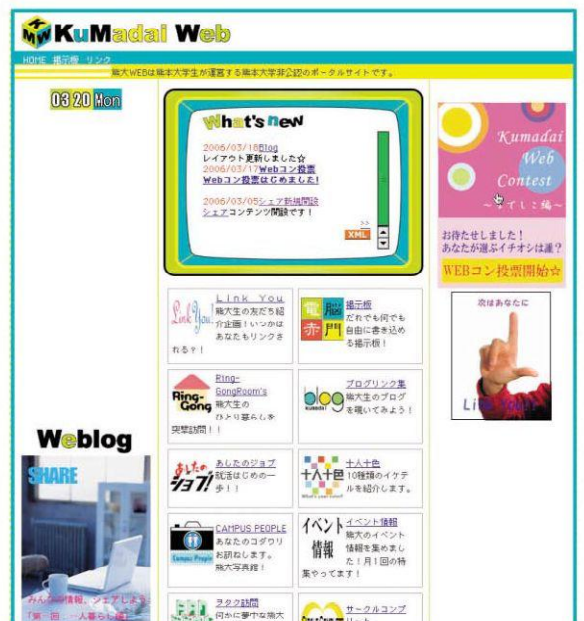 KMW KuMadai Web
HOME 掲示板 リンク
熊大WEBは熊本大学生が運営する熊本大学非公認のポータルサイトです。
03 20 Mon
What's new
2006/03/18Blog
レイアウト更新しました☆
2006/03/17Webコン投票
Webコン投票はじめました!
2006/03/05シェア新規開設
シェアコンテンツ開設です!
>>
XML
Kumadai
Web
Contest
お待たせしました!
あなたが選ぶイチオシは誰?
WEBコン投票開始☆
Link You!
Link You
熊大生の友だち紹
介企画!いつかは
あなたもリンクさ
れる?!
電脳
赤門
掲示板
だれでも何でも
自由に書き込め
る掲示板!
次はあなたに
Ring-
Gong
Ring-
GongRoom's
熊大生の
ひとり暮らしを
突撃訪問!!
blog
kumadai
ブログリンク集
熊大生のブログ
を覗いてみよう!
Weblog
SHARE
みんなの情報、シェアしよう
あしたの
ジョブ!
あしたのジョブ
就活はじめの一
歩!!
十人十色
十人十色
10種類のイケテ
ルを紹介します。
Campus People
CAMPUS PEOPLE
あなたのコダワリ
お訊ねします。
熊大写真館!
イベント
情報
イベント情報
熊大のイベント
情報を集めまし
た!月1回の特
集やってます!
ヲタク訪問
何かに夢中な熊大
サークルコンプ
リート